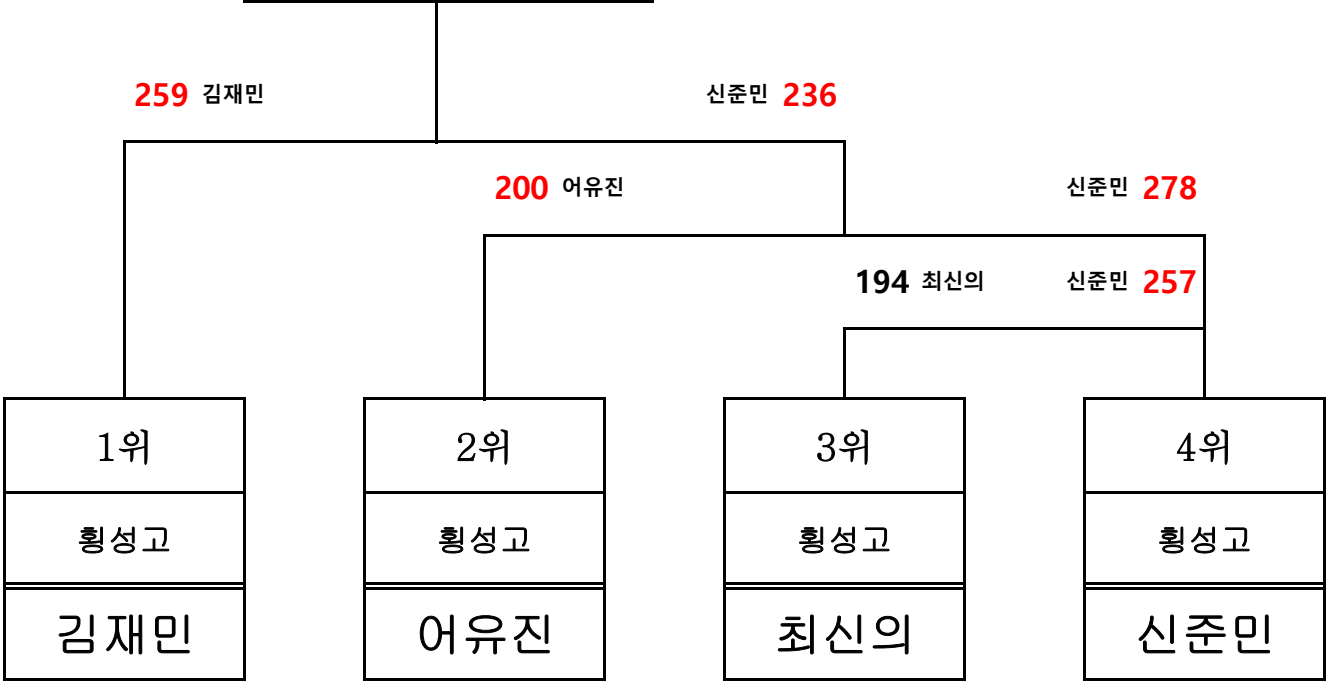 259 김재민 신준민 236
200 어유진 신준민 278
194 최신의 신준민 257
1위 2위 3위 4위
횡성고 횡성고 횡성고 횡성고
김재민 어유진 최신의 신준민